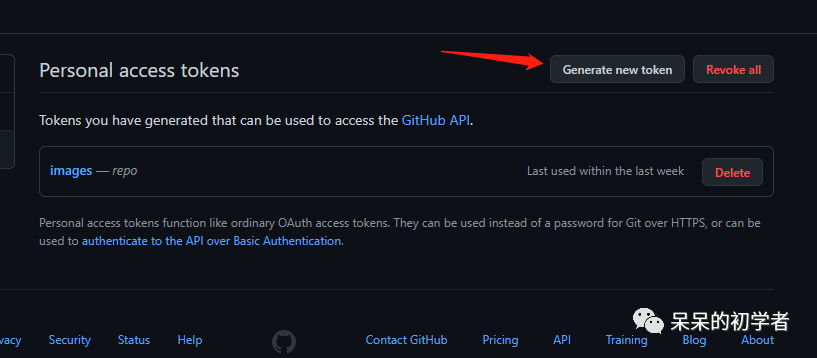 Personal access tokens
Generate new token
Revoke all
Tokens you have generated that can be used to access the GitHub API.
images — repo
Last used within the last week
Delete
Personal access tokens function like ordinary OAuth access tokens. They can be used instead of a password for Git over HTTPS, or can be
used to authenticate to the API over Basic Authentication.
呆呆的初学者
vacy Security Status Help Contact GitHub Pricing API Training Blog About